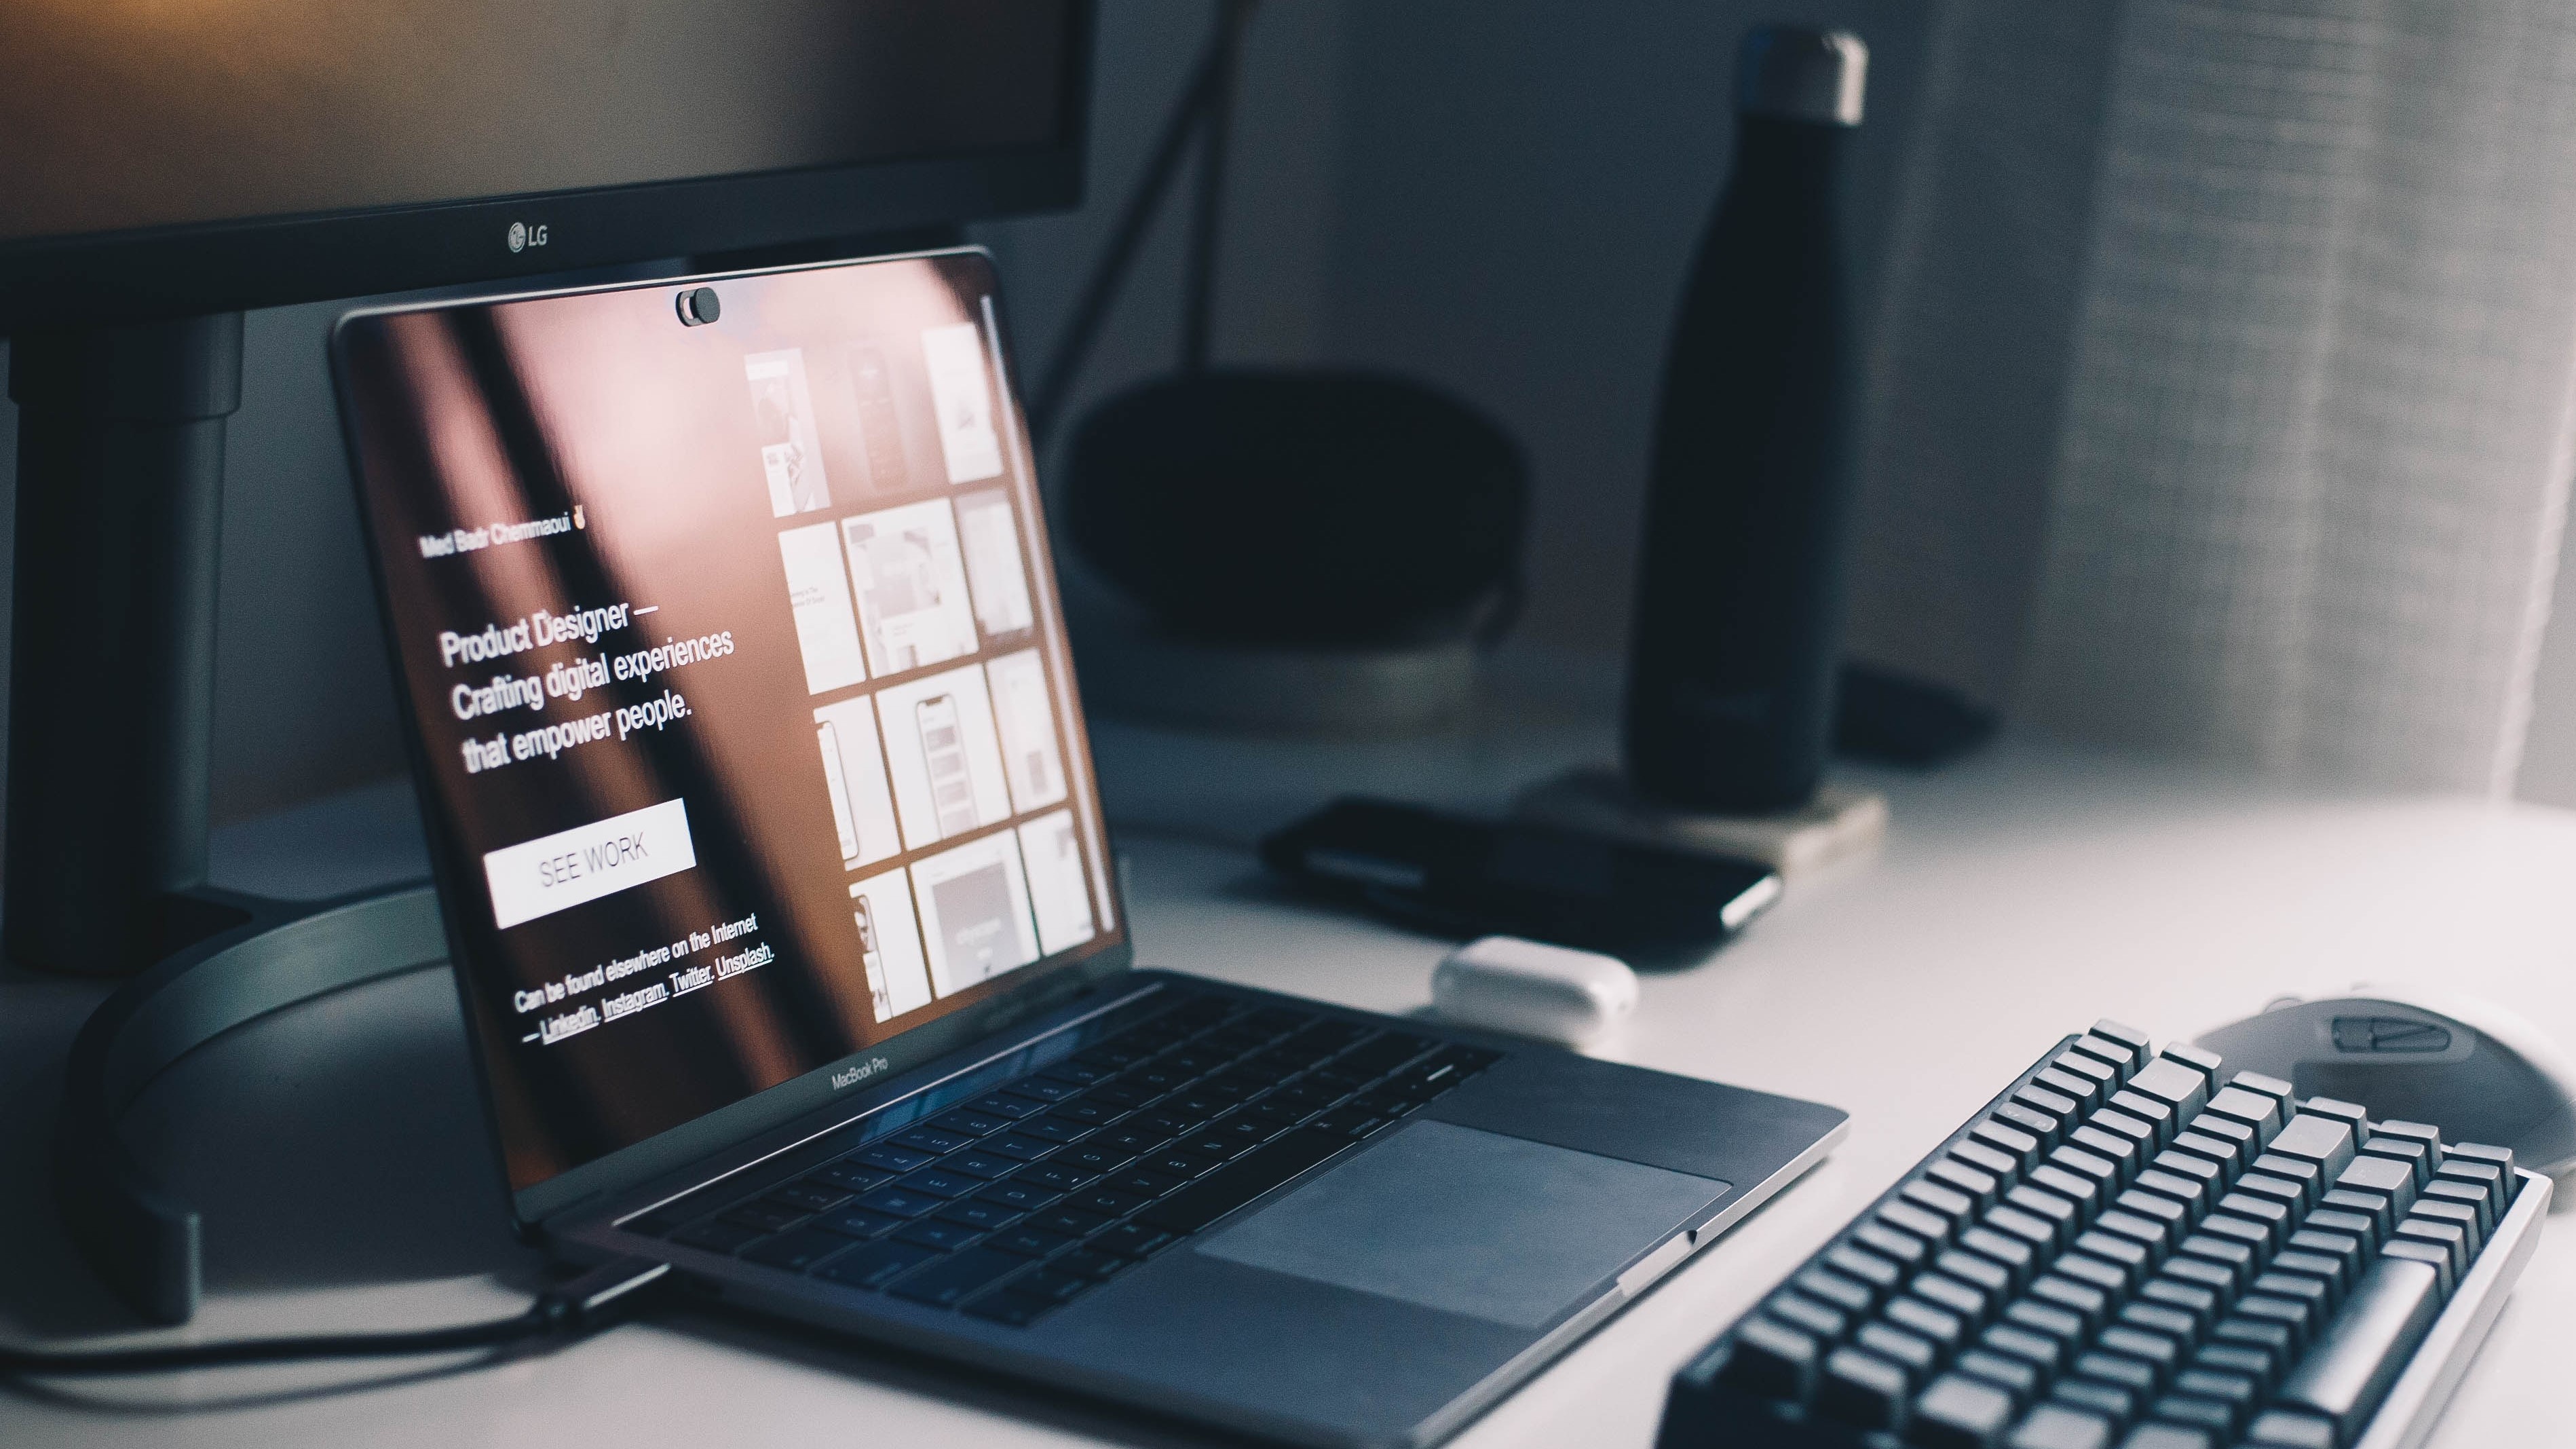 LG
Med Badr Chemmaoui ✌
Product Designer —
Crafting digital experiences
that empower people.
SEE WORK
Can be found elsewhere on the Internet
— Linkedin. Instagram. Twitter. Unsplash.
MacBook Pro